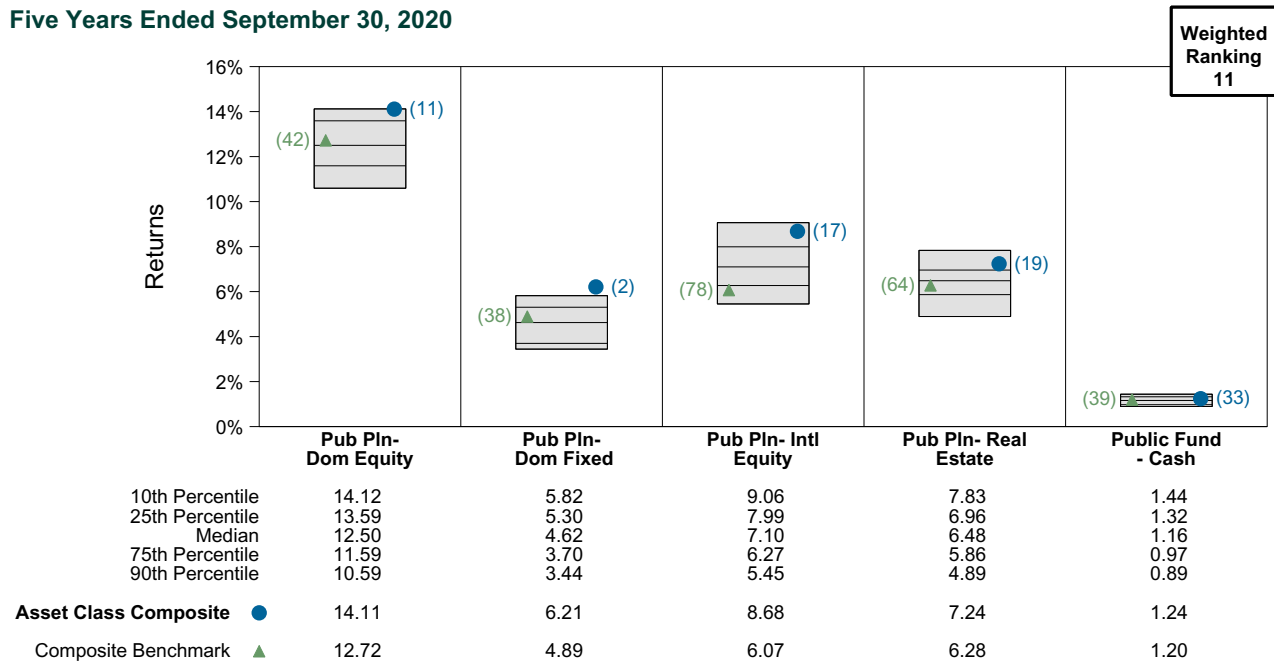 Five Years Ended September 30, 2020
Weighted
Ranking
11
Returns
16%
14%
12%
10%
8%
6%
4%
2%
0%
(11)
(42)
(2)
(38)
(17)
(78)
(19)
(64)
(33)
(39)
Pub Pln-
Dom Equity
Pub Pln-
Dom Fixed
Pub Pln- Intl
Equity
Pub Pln- Real
Estate
Public Fund
- Cash
10th Percentile 14.12 5.82 9.06 7.83 1.44
25th Percentile 13.59 5.30 7.99 6.96 1.32
Median 12.50 4.62 7.10 6.48 1.16
75th Percentile 11.59 3.70 6.27 5.86 0.97
90th Percentile 10.59 3.44 5.45 4.89 0.89
Asset Class Composite 14.11 6.21 8.68 7.24 1.24
Composite Benchmark 12.72 4.89 6.07 6.28 1.20